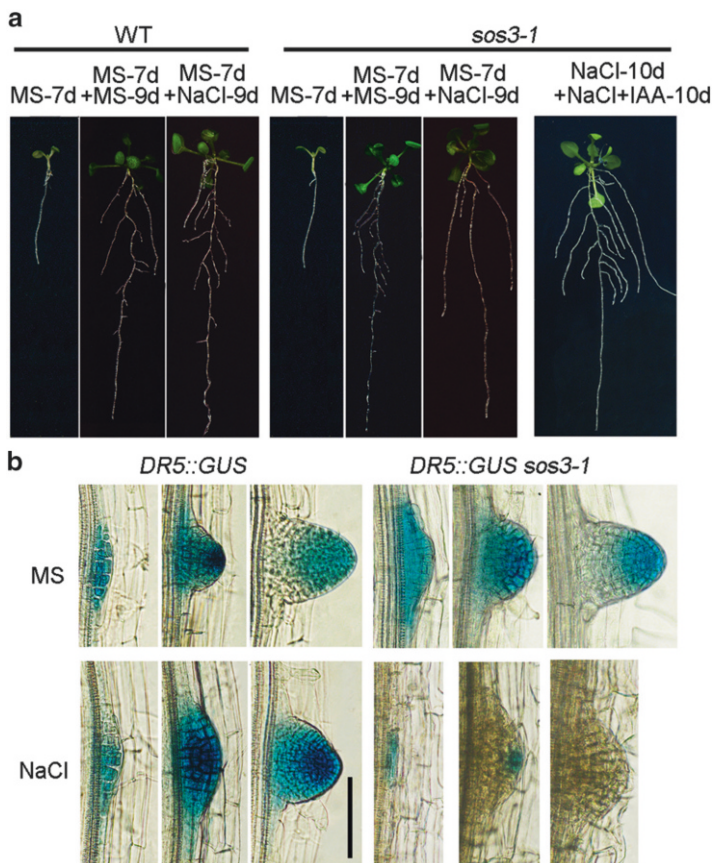 a
WT
sos3-1
MS-7d
MS-7d
+MS-9d
MS-7d
+NaCl-9d
MS-7d
MS-7d
+MS-9d
MS-7d
+NaCl-9d
NaCl-10d
+NaCl+IAA-10d
b
DR5::GUS
DR5::GUS sos3-1
MS
NaCl